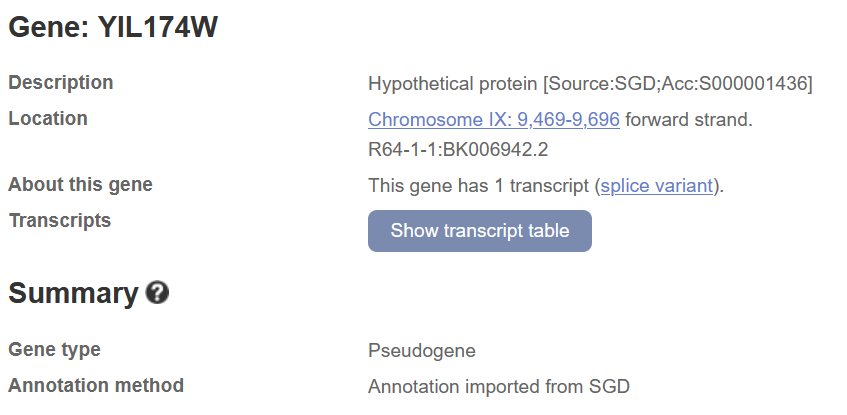 Gene: YIL174W
Description Hypothetical protein [Source:SGD;Acc:S000001436]
Location Chromosome IX: 9,469-9,696 forward strand.
R64-1-1:BK006942.2
About this gene This gene has 1 transcript (splice variant).
Transcripts Show transcript table
Summary ?
Gene type Pseudogene
Annotation method Annotation imported from SGD